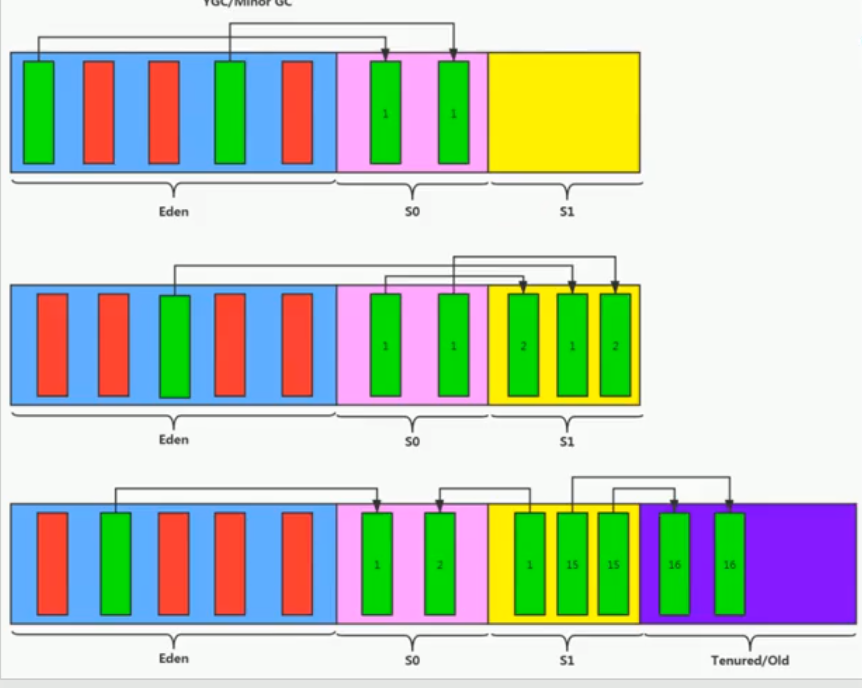 YGC/Minor GC
1 1
Eden S0 S1
1 1 2 1 2
Eden S0 S1
1 2 1 15 15 16 16
Eden S0 S1 Tenured/Old